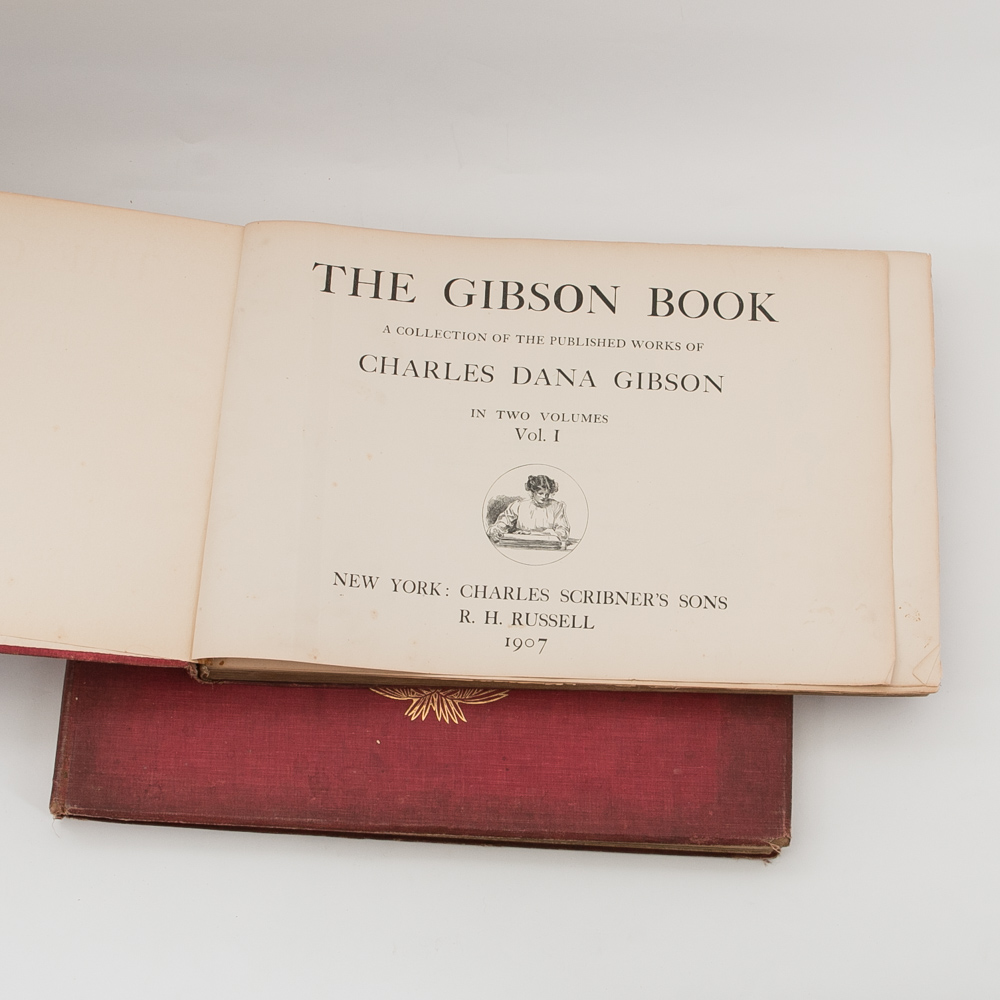 THE GIBSON BOOK
A COLLECTION OF THE PUBLISHED WORKS OF
CHARLES DANA GIBSON
IN TWO VOLUMES
Vol. I
NEW YORK: CHARLES SCRIBNER'S SONS
R. H. RUSSELL
1907